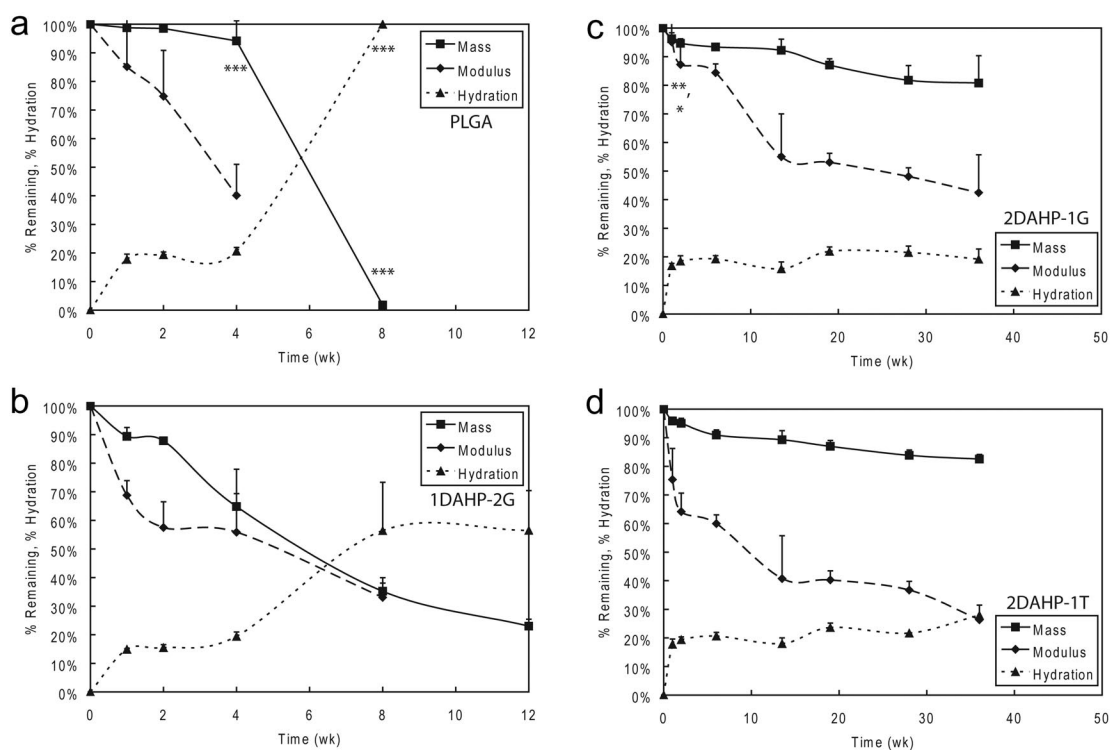 a
100%
90%
80%
70%
60%
50%
40%
30%
20%
10%
0%
% Remaining, % Hydration
0 2 4 6 8 10 12
Time (wk)
***
***
***
Mass
Modulus
Hydration
PLGA
c
100%
90%
80%
70%
60%
50%
40%
30%
20%
10%
0%
% Remaining, % Hydration
0 10 20 30 40 50
Time (wk)
**,
*
2DAHP-1G
Mass
Modulus
Hydration
b
100%
90%
80%
70%
60%
50%
40%
30%
20%
10%
0%
% Remaining, % Hydration
0 2 4 6 8 10 12
Time (wk)
Mass
Modulus
Hydration
1DAHP-2G
d
100%
90%
80%
70%
60%
50%
40%
30%
20%
10%
0%
% Remaining, % Hydration
0 10 20 30 40 50
Time (wk)
2DAHP-1T
Mass
Modulus
Hydration